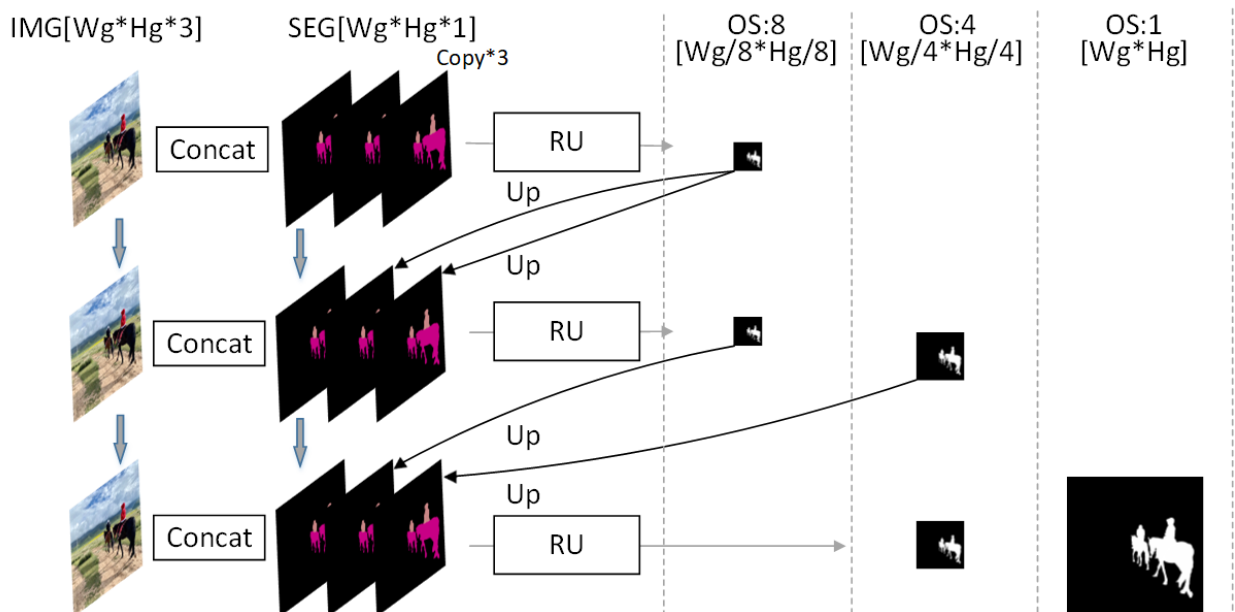 IMG[Wg*Hg*3]
SEG[Wg*Hg*1]
Copy*3
OS:8
[Wg/8*Hg/8]
OS:4
[Wg/4*Hg/4]
OS:1
[Wg*Hg]
Concat
RU
Up
Up
Concat
RU
Up
Up
Concat
RU